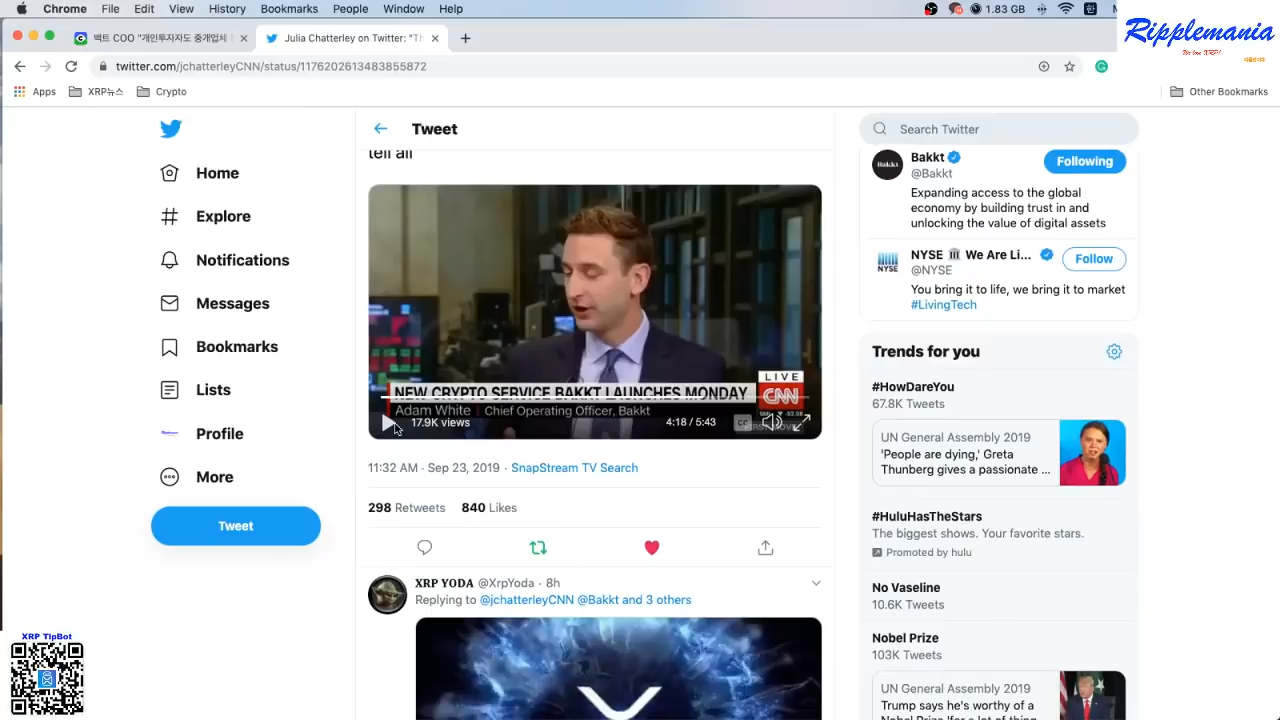 Chrome File Edit View History Bookmarks People Window Help
1.83 GB
Ripplemania
백트 COO "개인투자자도 중개업체
Julia Chatterley on Twitter: "Th
twitter.com/jchatterleyCNN/status/1176202613483855872
Apps XRP뉴스 Crypto
Other Bookmarks
Home
Explore
Notifications
Messages
Bookmarks
Lists
Profile
More
Tweet
XRP TipBot
Tweet
tell all
NEW CRYPTO SERVICE BAKKT LAUNCHES MONDAY
LIVE
CNN
Adam White | Chief Operating Officer, Bakkt
17.9K views
4:18 / 5:43
11:32 AM · Sep 23, 2019 · SnapStream TV Search
298 Retweets 840 Likes
XRP YODA @XrpYoda · 8h
Replying to @jchatterleyCNN @Bakkt and 3 others
Search Twitter
Bakkt
@Bakkt
Following
Expanding access to the global
economy by building trust in and
unlocking the value of digital assets
NYSE
NYSE 🏛 We Are Li...
@NYSE
Follow
You bring it to life, we bring it to market
#LivingTech
Trends for you
#HowDareYou
67.8K Tweets
UN General Assembly 2019
'People are dying,' Greta
Thunberg gives a passionate ...
#HuluHasTheStars
The biggest shows. Your favorite stars.
Promoted by hulu
No Vaseline
10.6K Tweets
Nobel Prize
103K Tweets
UN General Assembly 2019
Trump says he's worthy of a
Nobel Prize 'for a lot of thing